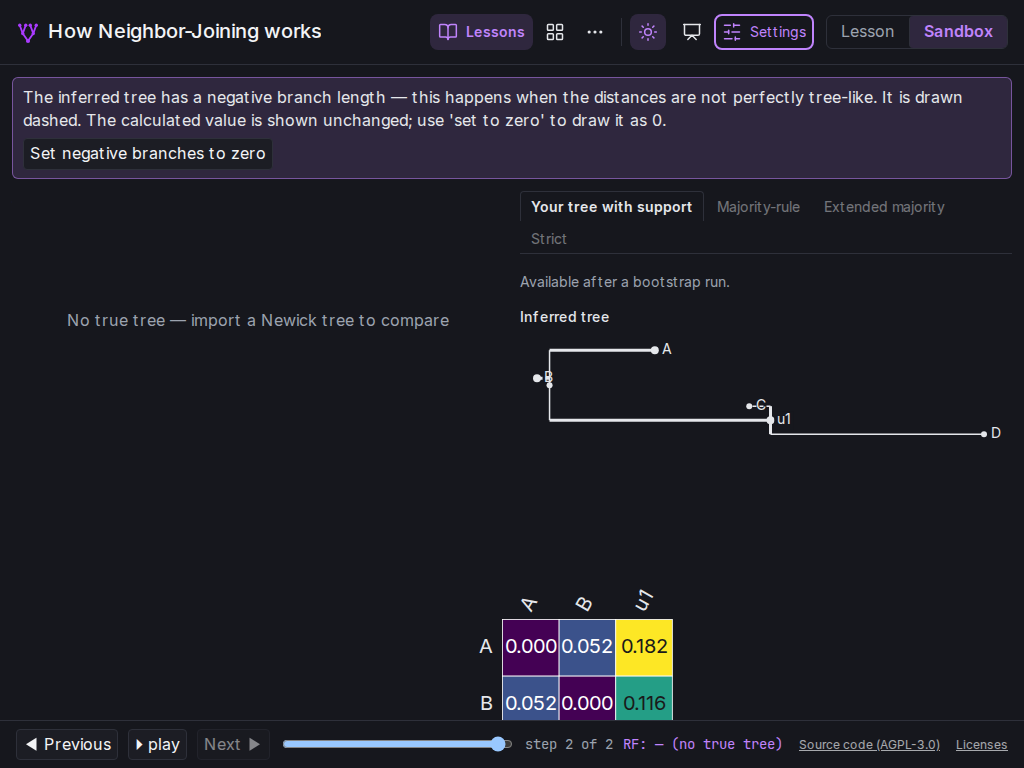 How Neighbor-Joining works
Lessons
Settings
Lesson
Sandbox
The inferred tree has a negative branch length — this happens when the distances are not perfectly tree-like. It is drawn
dashed. The calculated value is shown unchanged; use 'set to zero' to draw it as 0.
Set negative branches to zero
Your tree with support
Majority-rule
Extended majority
Strict
Available after a bootstrap run.
No true tree — import a Newick tree to compare
Inferred tree
A
B
C
u1
D
A B u1
A 0.000 0.052 0.182
B 0.052 0.000 0.116
Previous
play
Next
step 2 of 2
RF: — (no true tree)
Source code (AGPL-3.0)
Licenses